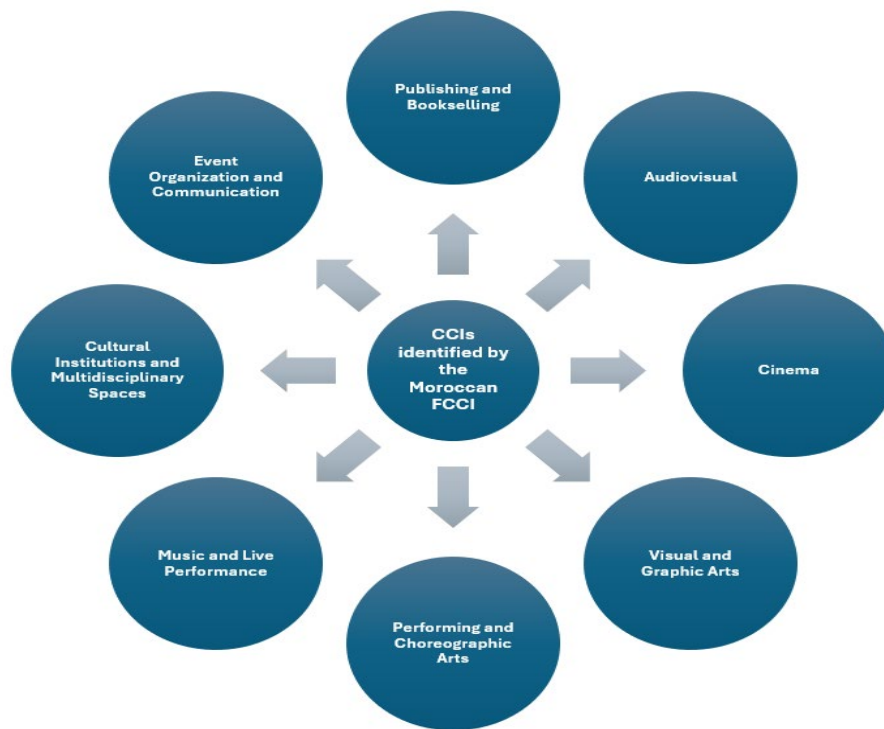 Publishing and
Bookselling
Event
Organization and
Communication
Audiovisual
CCIs
identified by
the
Moroccan
FCCI
Cultural
Institutions and
Multidisciplinary
Spaces
Cinema
Music and Live
Performance
Visual and
Graphic Arts
Performing and
Choreographic
Arts